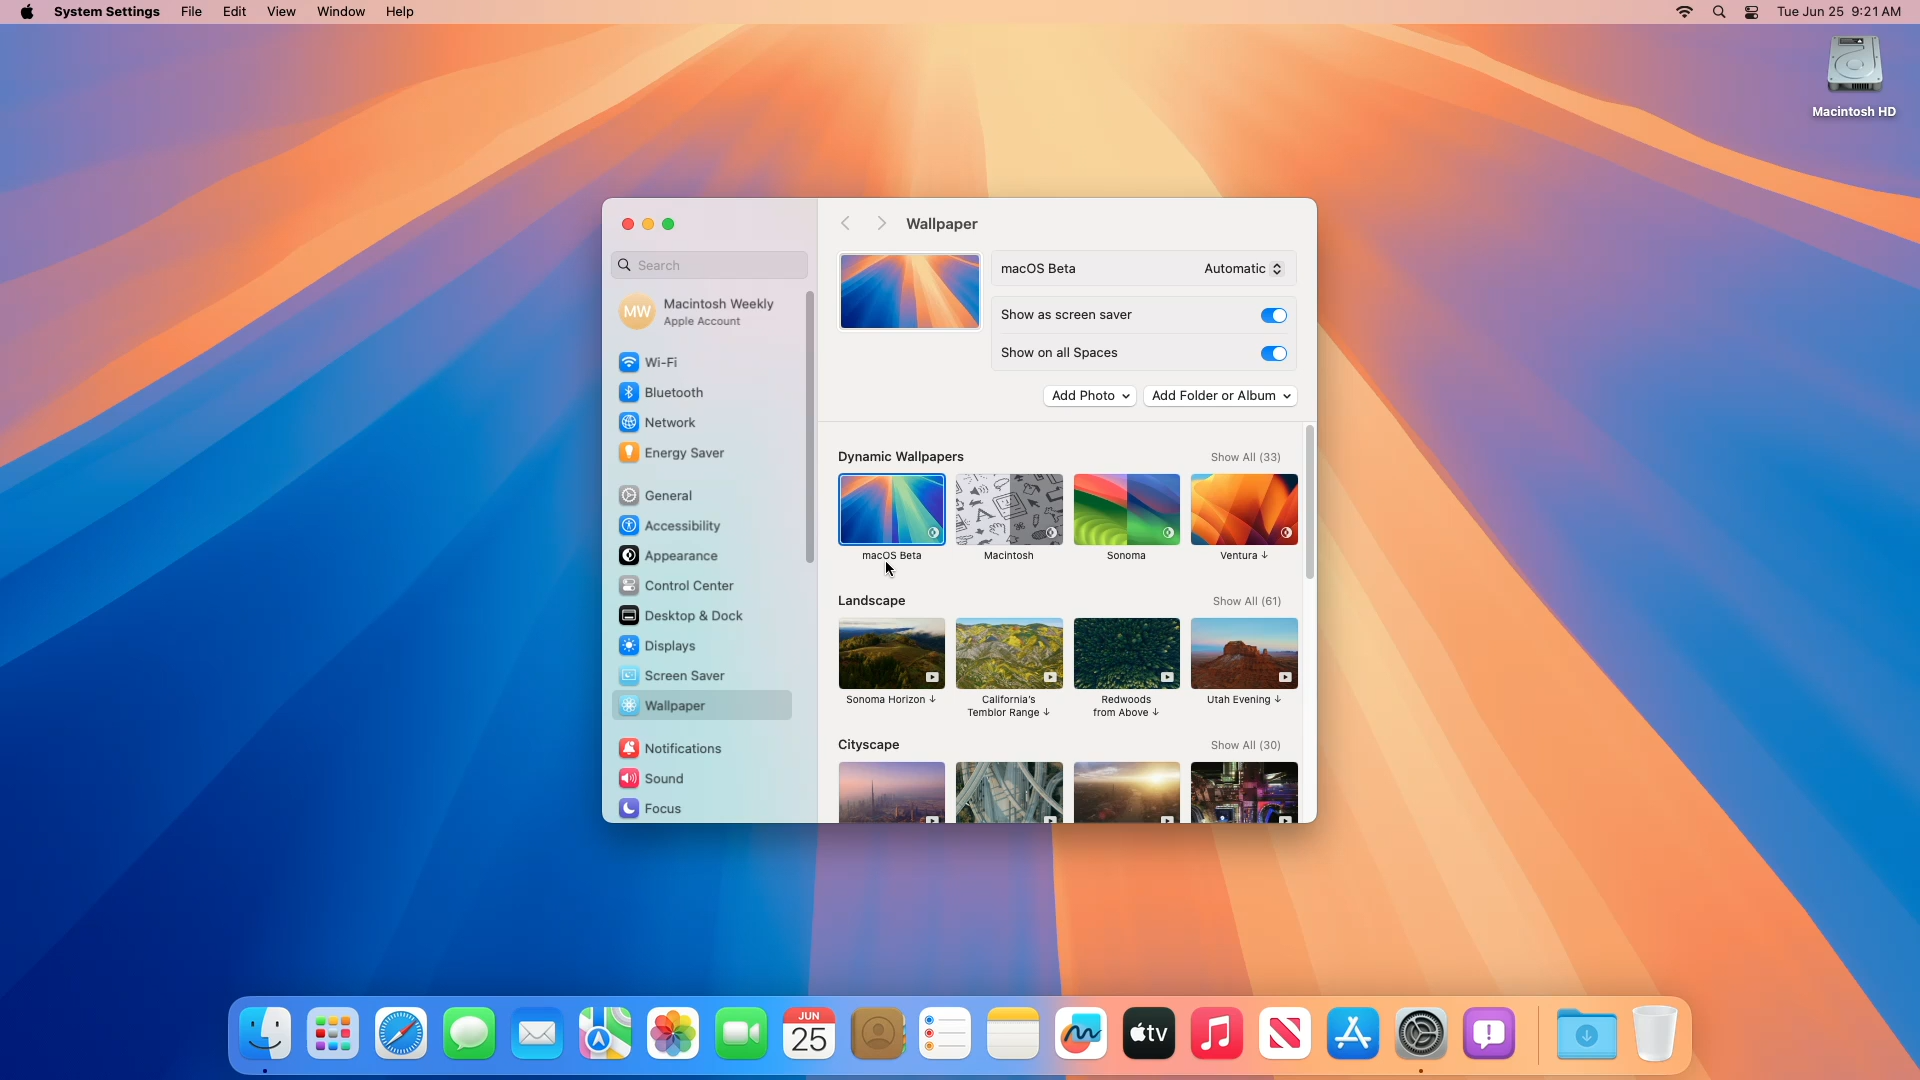 System Settings File Edit View Window Help Tue Jun 25 9:21 AM
Macintosh HD
Wallpaper
Search
MW
Macintosh Weekly
Apple Account
Wi-Fi
Bluetooth
Network
Energy Saver
General
Accessibility
Appearance
Control Center
Desktop & Dock
Displays
Screen Saver
Wallpaper
Notifications
Sound
Focus
macOS Beta Automatic
Show as screen saver
Show on all Spaces
Add Photo Add Folder or Album
Dynamic Wallpapers Show All (33)
macOS Beta Macintosh Sonoma Ventura ↓
Landscape Show All (61)
Sonoma Horizon ↓ California's Redwoods Utah Evening ↓
Temblor Range ↓ from Above ↓
Cityscape Show All (30)
JUN
25
tv